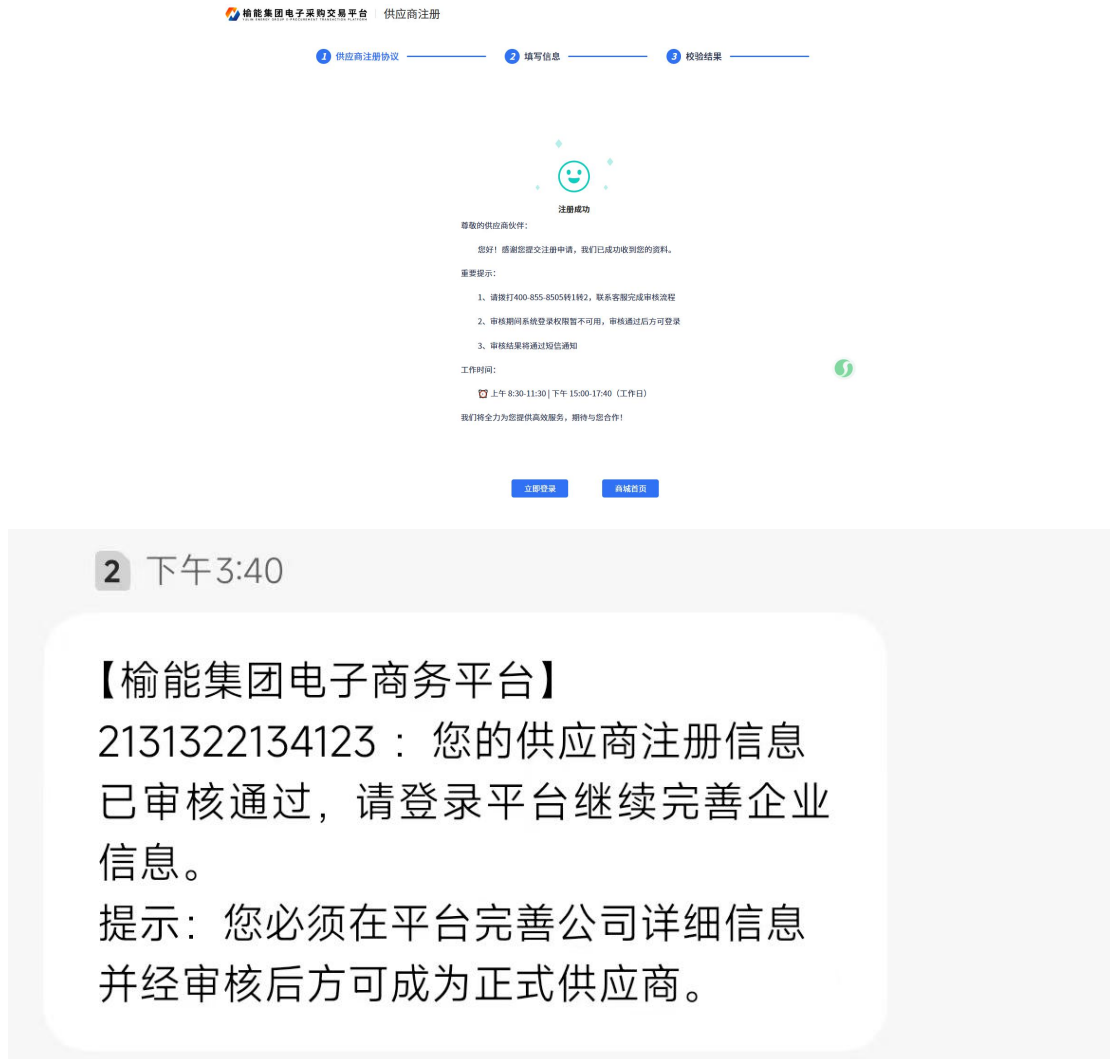 榆能集团电子采购交易平台 供应商注册
YULIN ENERGY GROUP E-PROCUREMENT TRANSACTION PLATFORM
1 供应商注册协议 2 填写信息 3 校验结果
注册成功
尊敬的供应商伙伴：
您好！感谢您提交注册申请，我们已成功收到您的资料。
重要提示：
1、请拨打400-855-8505转1转2，联系客服完成审核流程
2、审核期间系统登录权限暂不可用，审核通过后方可登录
3、审核结果将通过短信通知
工作时间：
⏰ 上午 8:30-11:30 | 下午 15:00-17:40（工作日）
我们将全力为您提供高效服务，期待与您合作！
立即登录 商城首页
2 下午3:40
【榆能集团电子商务平台】
2131322134123 ：您的供应商注册信息
已审核通过，请登录平台继续完善企业
信息。
提示：您必须在平台完善公司详细信息
并经审核后方可成为正式供应商。